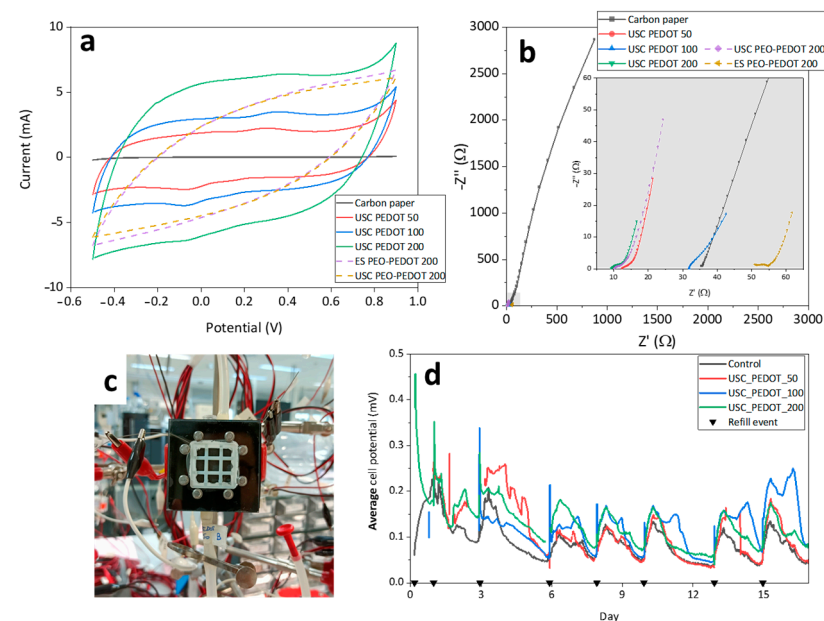 a
10
5
0
−5
−10
Current (mA)
Carbon paper
USC PEDOT 50
USC PEDOT 100
USC PEDOT 200
ES PEO-PEDOT 200
USC PEO-PEDOT 200
−0.6 −0.4 −0.2 0.0 0.2 0.4 0.6 0.8 1.0
Potential (V)
b
−3000
−2500
2000
1500
1000
500
0
−Z'' (Ω)
Carbon paper
USC PEDOT 50
USC PEDOT 100 USC PEO-PEDOT 200
USC PEDOT 200 ES PEO-PEDOT 200
60
50
40
30
20
10
0
−Z'' (Ω)
10 20 30 40 50 60
Z' (Ω)
0 500 1000 1500 2000 2500 3000
Z' (Ω)
c
B
d
0.5
0.4
0.3
0.2
0.1
0.0
Average cell potential (mV)
Control
USC_PEDOT_50
USC_PEDOT_100
USC_PEDOT_200
Refill event
0 3 6 9 12 15
Day